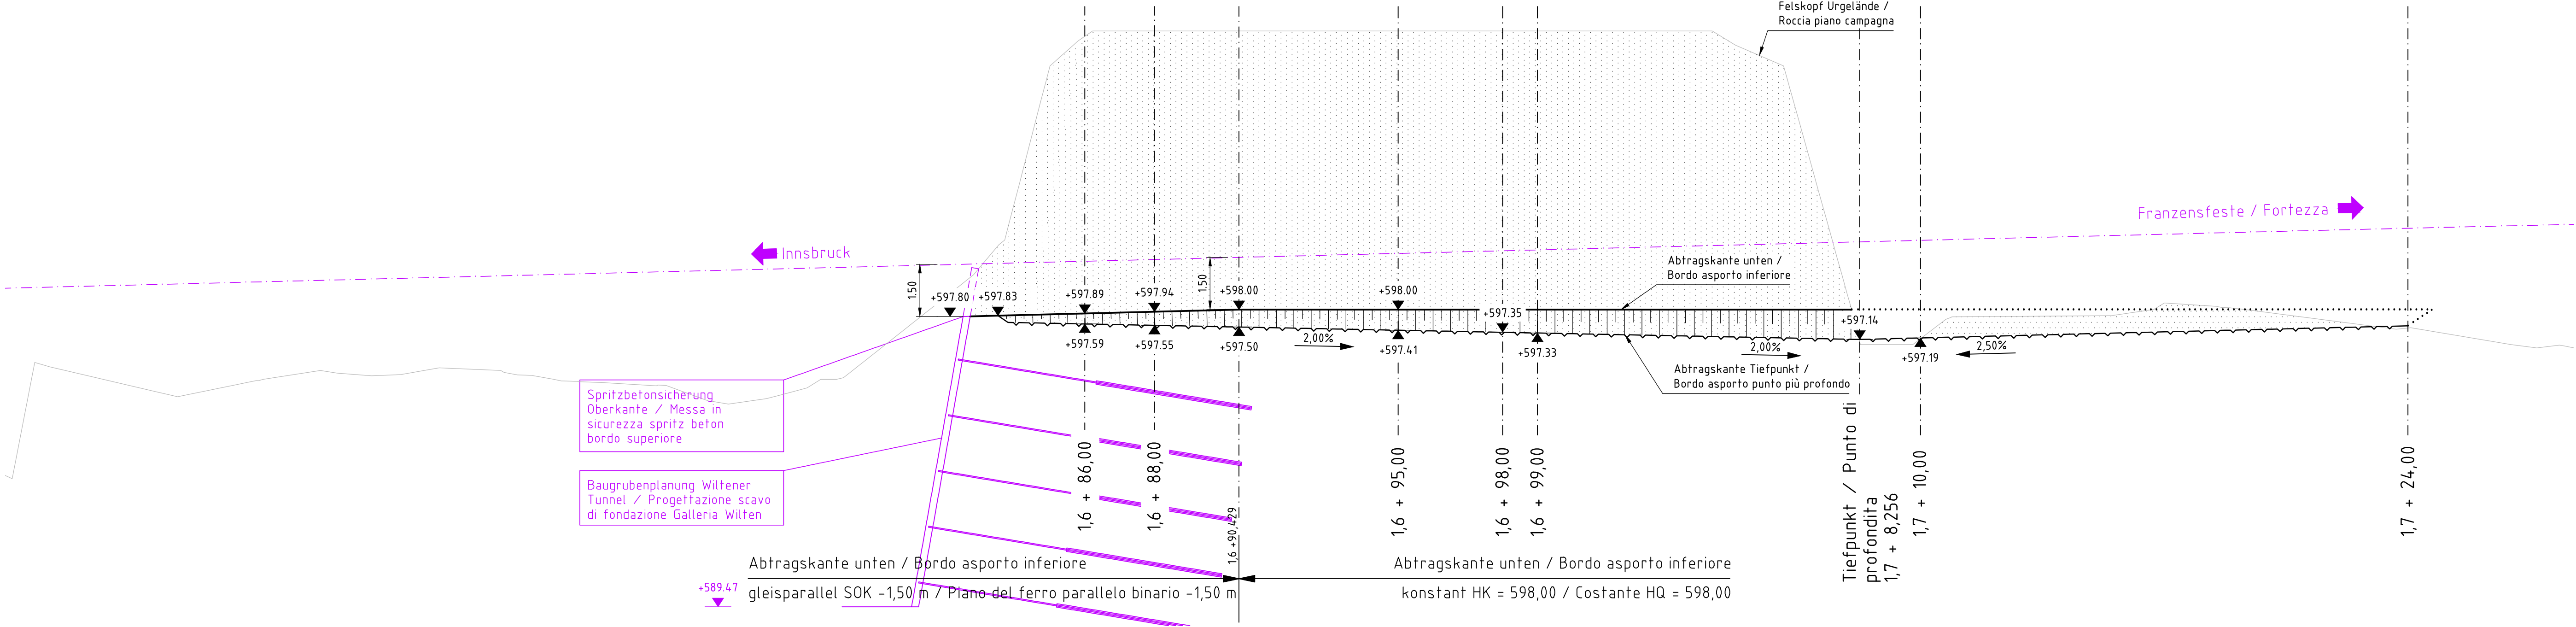 Felskopf Urgelände /
Roccia piano campagna
Franzensfeste / Fortezza
Innsbruck
1.50
+597.80
+597.83
+597.89
+597.94
1.50
+598.00
+598.00
+597.35
Abtragskante unten /
Bordo asporto inferiore
+597.14
+597.59
+597.55
+597.50
2,00%
+597.41
+597.33
2,00%
+597.19
2,50%
Abtragskante Tiefpunkt /
Bordo asporto punto più profondo
Spritzbetonsicherung
Oberkante / Messa in
sicurezza spritz beton
bordo superiore
Baugrubenplanung Wiltener
Tunnel / Progettazione scavo
di fondazione Galleria Wilten
1,6 + 86,00
1,6 + 88,00
1,6 +90,429
1,6 + 95,00
1,6 + 98,00
1,6 + 99,00
Tiefpunkt / Punto di
profondita
1,7 + 8,256
1,7 + 10,00
1,7 + 24,00
Abtragskante unten / Bordo asporto inferiore
gleisparallel SOK -1,50 m / Piano del ferro parallelo binario -1,50 m
Abtragskante unten / Bordo asporto inferiore
konstant HK = 598,00 / Costante HQ = 598,00
+589.47